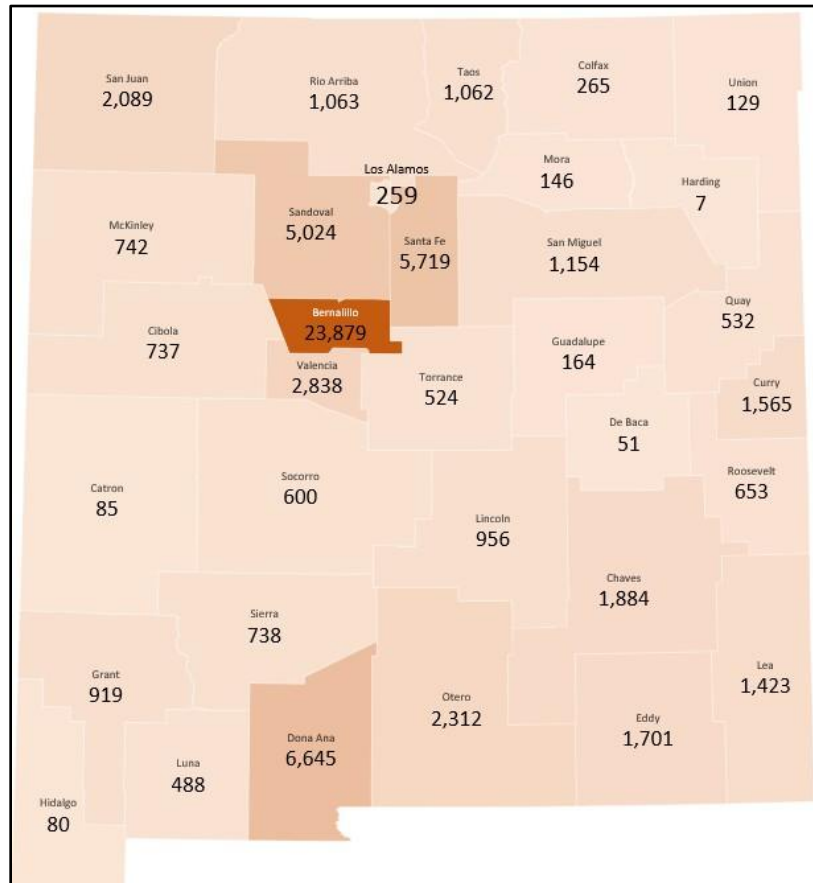 San Juan
2,089
Rio Arriba
1,063
Taos
1,062
Colfax
265
Union
129
Los Alamos
259
Mora
146
Harding
7
McKinley
742
Sandoval
5,024
Santa Fe
5,719
San Miguel
1,154
Cibola
737
Bernalillo
23,879
Quay
532
Valencia
2,838
Torrance
524
Guadalupe
164
Curry
1,565
De Baca
51
Catron
85
Socorro
600
Lincoln
956
Roosevelt
653
Chaves
1,884
Sierra
738
Grant
919
Otero
2,312
Lea
1,423
Dona Ana
6,645
Eddy
1,701
Luna
488
Hidalgo
80